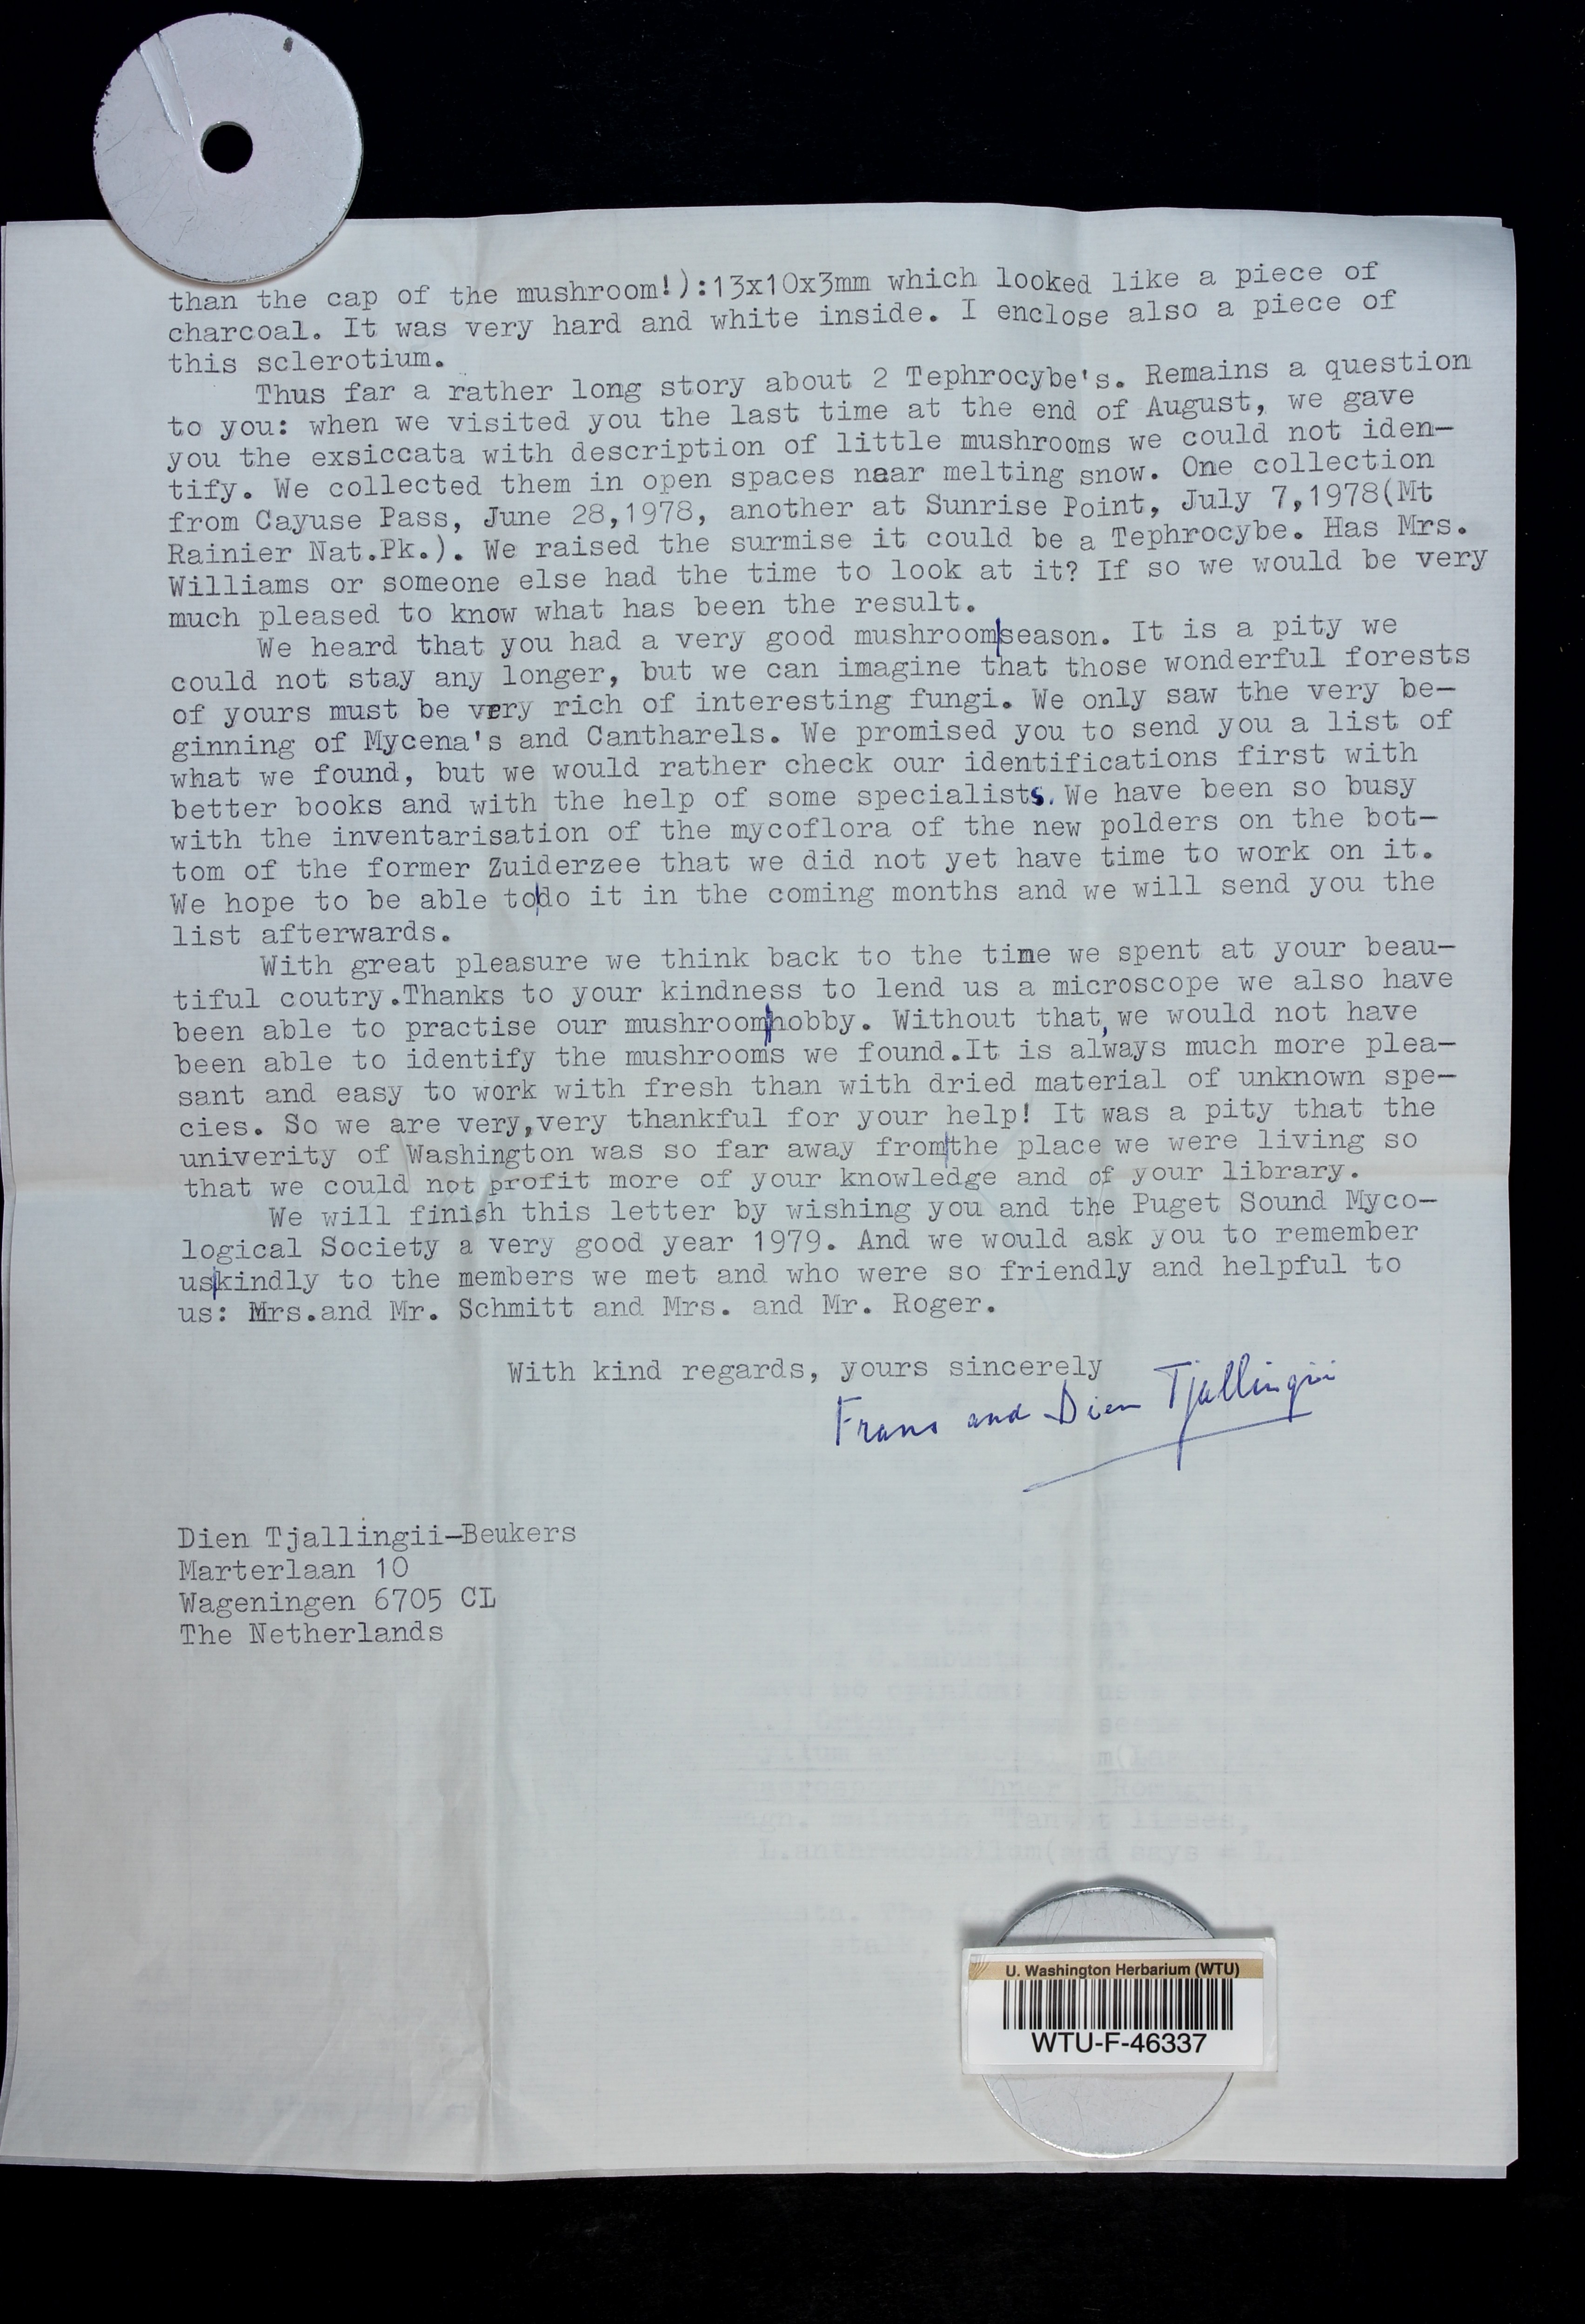 than the cap of the mushroom!):13x10x3mm which looked like a piece of
charcoal. It was very hard and white inside. I enclose also a piece of
this sclerotium.
Thus far a rather long story about 2 Tephrocybe's. Remains a question
to you: when we visited you the last time at the end of August, we gave
you the exsiccata with description of little mushrooms we could not iden-
tify. We collected them in open spaces near melting snow. One collection
from Cayuse Pass, June 28,1978, another at Sunrise Point, July 7,1978(Mt
Rainier Nat.Pk.). We raised the surmise it could be a Tephrocybe. Has Mrs.
Williams or someone else had the time to look at it? If so we would be very
much pleased to know what has been the result.
We heard that you had a very good mushroom|season. It is a pity we
could not stay any longer, but we can imagine that those wonderful forests
of yours must be very rich of interesting fungi. We only saw the very be-
ginning of Mycena's and Cantharels. We promised you to send you a list of
what we found, but we would rather check our identifications first with
better books and with the help of some specialists. We have been so busy
with the inventarisation of the mycoflora of the new polders on the bot-
tom of the former Zuiderzee that we did not yet have time to work on it.
We hope to be able to|do it in the coming months and we will send you the
list afterwards.
With great pleasure we think back to the time we spent at your beau-
tiful coutry.Thanks to your kindness to lend us a microscope we also have
been able to practise our mushroom|hobby. Without that, we would not have
been able to identify the mushrooms we found.It is always much more plea-
sant and easy to work with fresh than with dried material of unknown spe-
cies. So we are very,very thankful for your help! It was a pity that the
univerity of Washington was so far away from|the place we were living so
that we could not profit more of your knowledge and of your library.
We will finish this letter by wishing you and the Puget Sound Myco-
logical Society a very good year 1979. And we would ask you to remember
us|kindly to the members we met and who were so friendly and helpful to
us: Mrs.and Mr. Schmitt and Mrs. and Mr. Roger.
With kind regards, yours sincerely
Frans and Dien Tjallingii
Dien Tjallingii-Beukers
Marterlaan 10
Wageningen 6705 CL
The Netherlands
U. Washington Herbarium (WTU)
WTU-F-46337